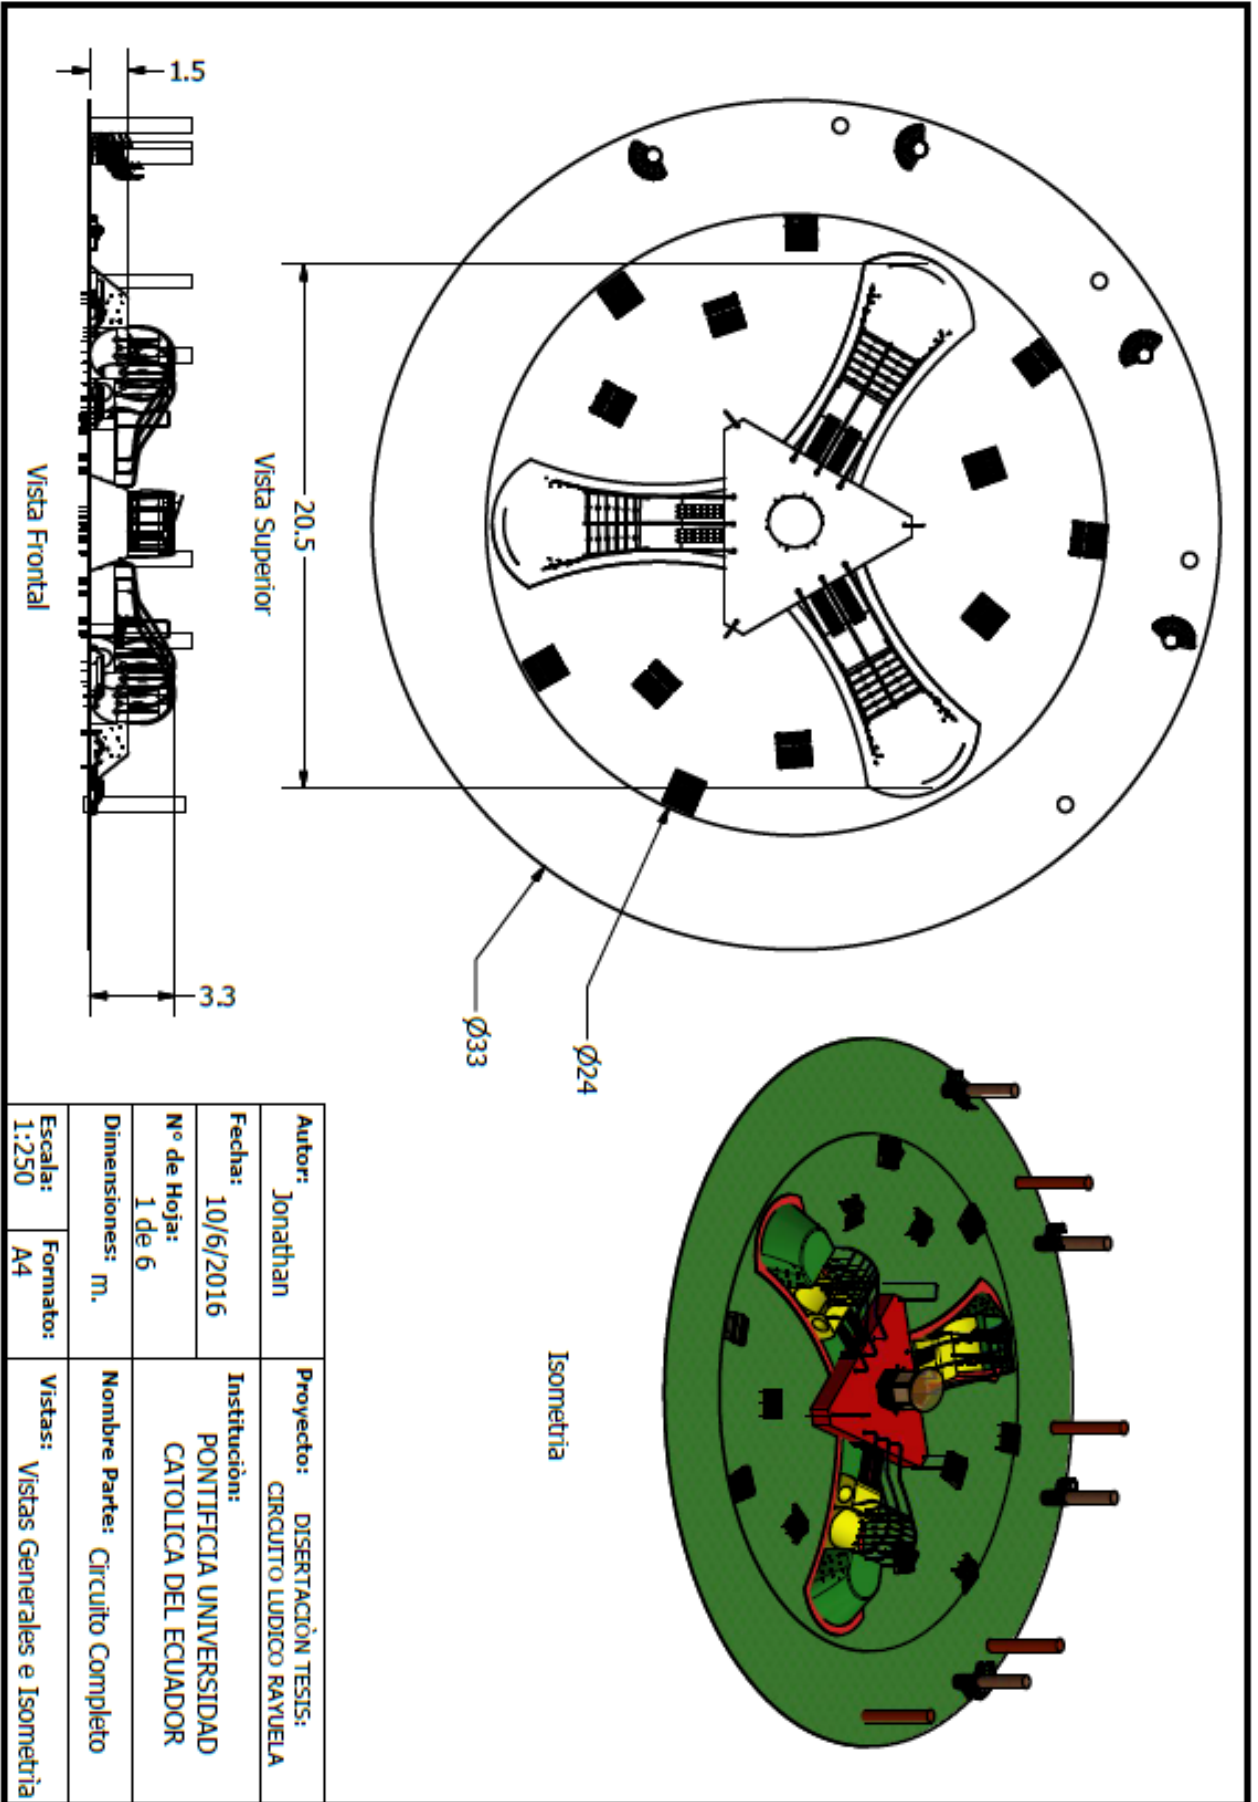 1.5
3.3
Vista Frontal
20.5
Vista Superior
Ø33
Ø24
Isometria
Autor: Jonathan
Proyecto: DISERTACIÒN TESIS:
CIRCUITO LUDICO RAYUELA
Fecha: 10/6/2016
Instituciòn:
PONTIFICIA UNIVERSIDAD
CATOLICA DEL ECUADOR
N° de Hoja:
1 de 6
Dimensiones: m.
Nombre Parte: Circuito Completo
Escala:
1:250
Formato:
A4
Vistas: Vistas Generales e Isometrìa